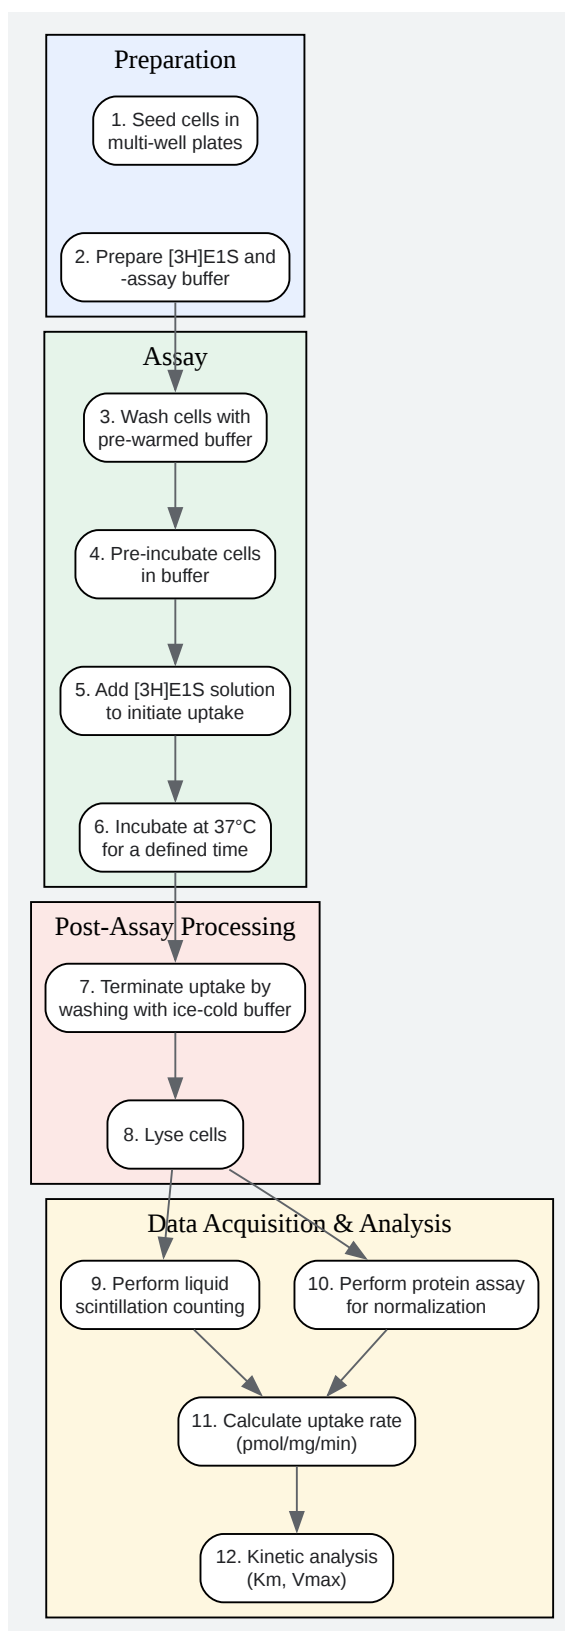 Preparation
1. Seed cells in
multi-well plates
2. Prepare [3H]E1S and
-assay buffer
Assay
3. Wash cells with
pre-warmed buffer
4. Pre-incubate cells
in buffer
5. Add [3H]E1S solution
to initiate uptake
6. Incubate at 37°C
for a defined time
Post-Assay Processing
7. Terminate uptake by
washing with ice-cold buffer
8. Lyse cells
Data Acquisition & Analysis
9. Perform liquid
scintillation counting
10. Perform protein assay
for normalization
11. Calculate uptake rate
(pmol/mg/min)
12. Kinetic analysis
(Km, Vmax)